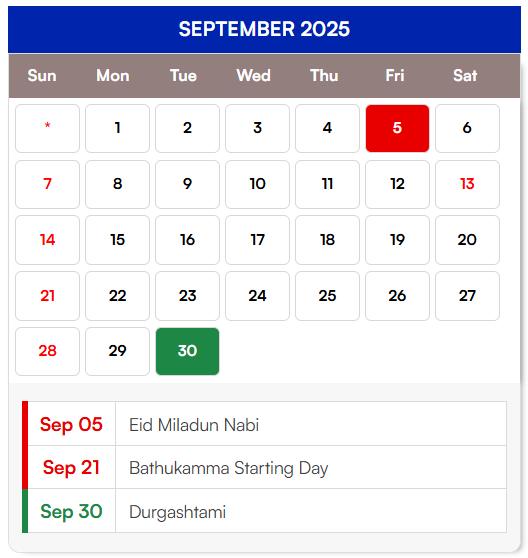 SEPTEMBER 2025
Sun Mon Tue Wed Thu Fri Sat
* 1 2 3 4 5 6
7 8 9 10 11 12 13
14 15 16 17 18 19 20
21 22 23 24 25 26 27
28 29 30
Sep 05 Eid Miladun Nabi
Sep 21 Bathukamma Starting Day
Sep 30 Durgashtami